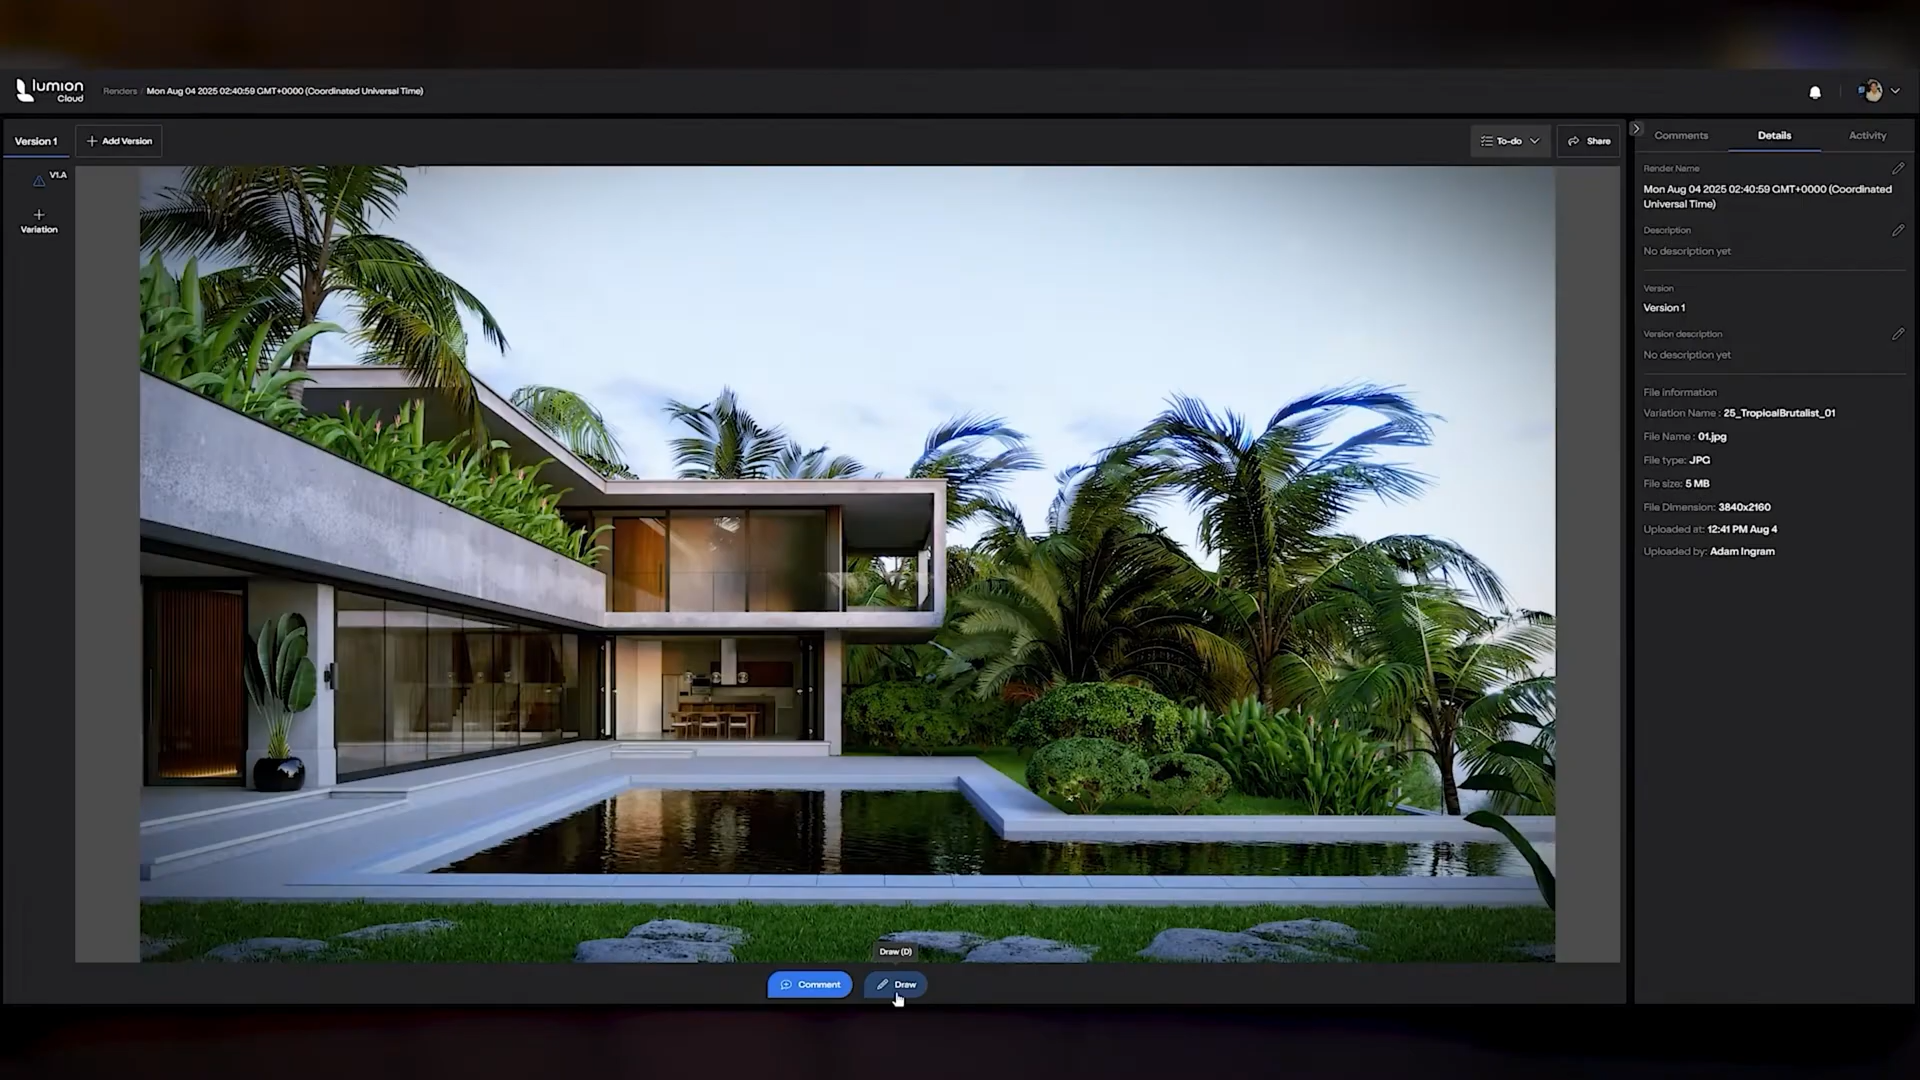 lumion
Cloud
Renders / Mon Aug 04 2025 02:40:59 GMT+0000 (Coordinated Universal Time)
Version 1
Add Version
To-do
Share
V1.A
Variation
Comments
Details
Activity
Render Name
Mon Aug 04 2025 02:40:59 GMT+0000 (Coordinated
Universal Time)
Description
No description yet
Version
Version 1
Version description
No description yet
File information
Variation Name : 25_TropicalBrutalist_01
File Name : 01.jpg
File type: JPG
File size: 5 MB
File Dimension: 3840x2160
Uploaded at: 12:41 PM Aug 4
Uploaded by: Adam Ingram
Draw (D)
Comment
Draw